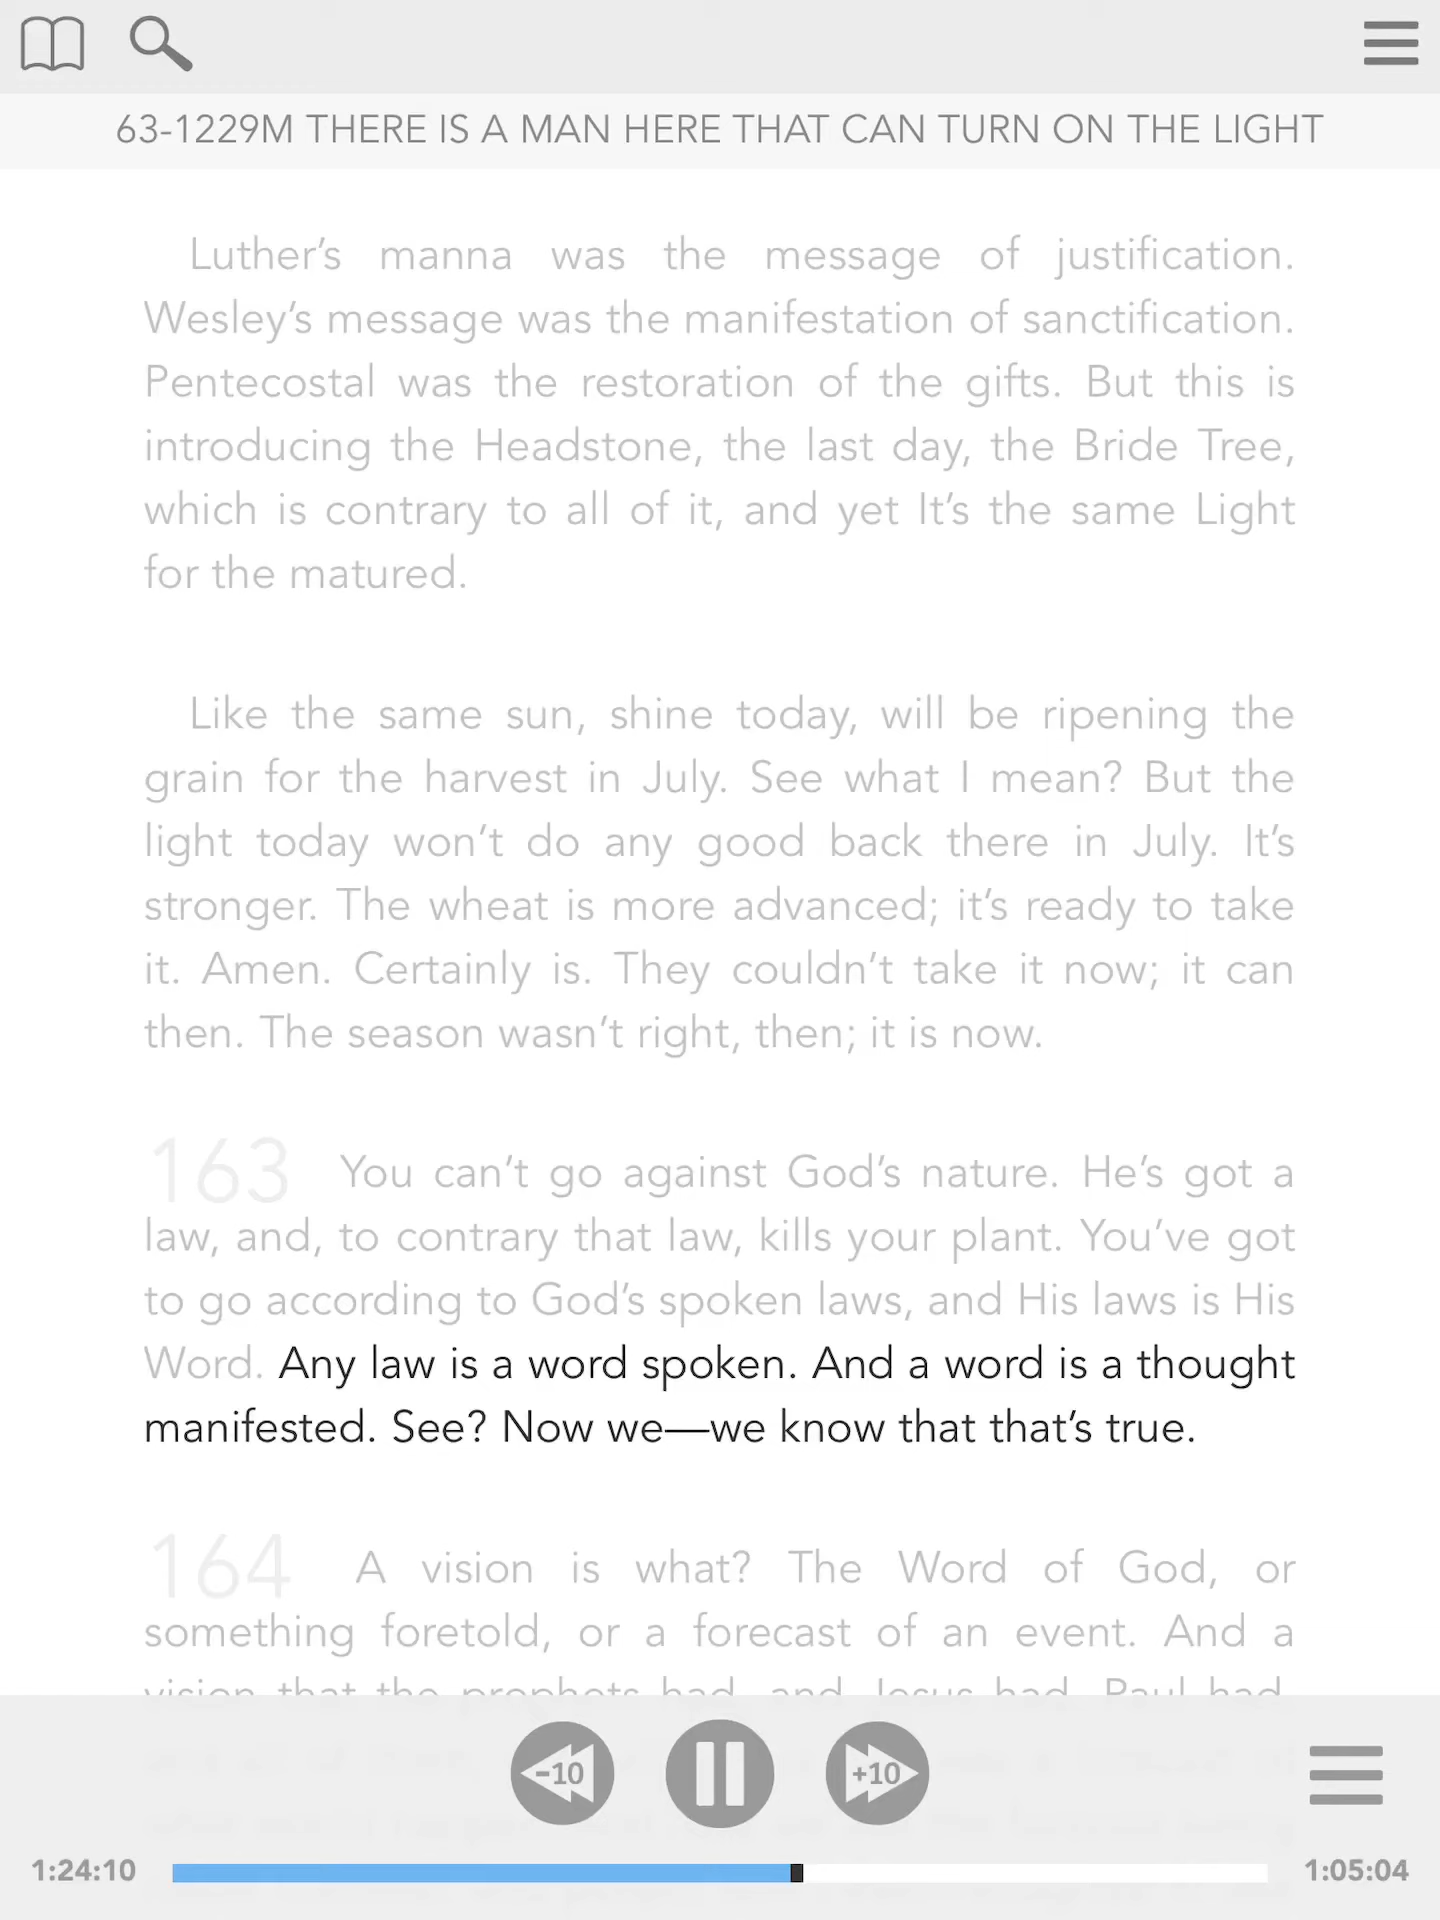 63-1229M THERE IS A MAN HERE THAT CAN TURN ON THE LIGHT
Luther’s manna was the message of justification.
Wesley’s message was the manifestation of sanctification.
Pentecostal was the restoration of the gifts. But this is
introducing the Headstone, the last day, the Bride Tree,
which is contrary to all of it, and yet It’s the same Light
for the matured.
Like the same sun, shine today, will be ripening the
grain for the harvest in July. See what I mean? But the
light today won’t do any good back there in July. It’s
stronger. The wheat is more advanced; it’s ready to take
it. Amen. Certainly is. They couldn’t take it now; it can
then. The season wasn’t right, then; it is now.
163 You can’t go against God’s nature. He’s got a
law, and, to contrary that law, kills your plant. You’ve got
to go according to God’s spoken laws, and His laws is His
Word. Any law is a word spoken. And a word is a thought
manifested. See? Now we—we know that that’s true.
164 A vision is what? The Word of God, or
something foretold, or a forecast of an event. And a
vision that the prophets had, and Jesus had, Paul had,
-10 +10
1:24:10 1:05:04